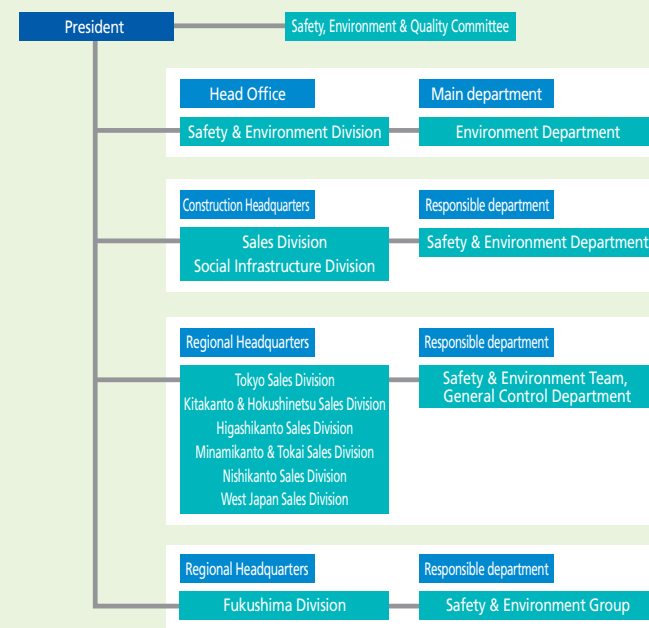 President
Safety, Environment & Quality Committee
Head Office
Main department
Safety & Environment Division
Environment Department
Construction Headquarters
Responsible department
Sales Division
Social Infrastructure Division
Safety & Environment Department
Regional Headquarters
Responsible department
Tokyo Sales Division
Kitakanto & Hokushinetsu Sales Division
Higashikanto Sales Division
Minamikanto & Tokai Sales Division
Nishikanto Sales Division
West Japan Sales Division
Safety & Environment Team,
General Control Department
Regional Headquarters
Responsible department
Fukushima Division
Safety & Environment Group